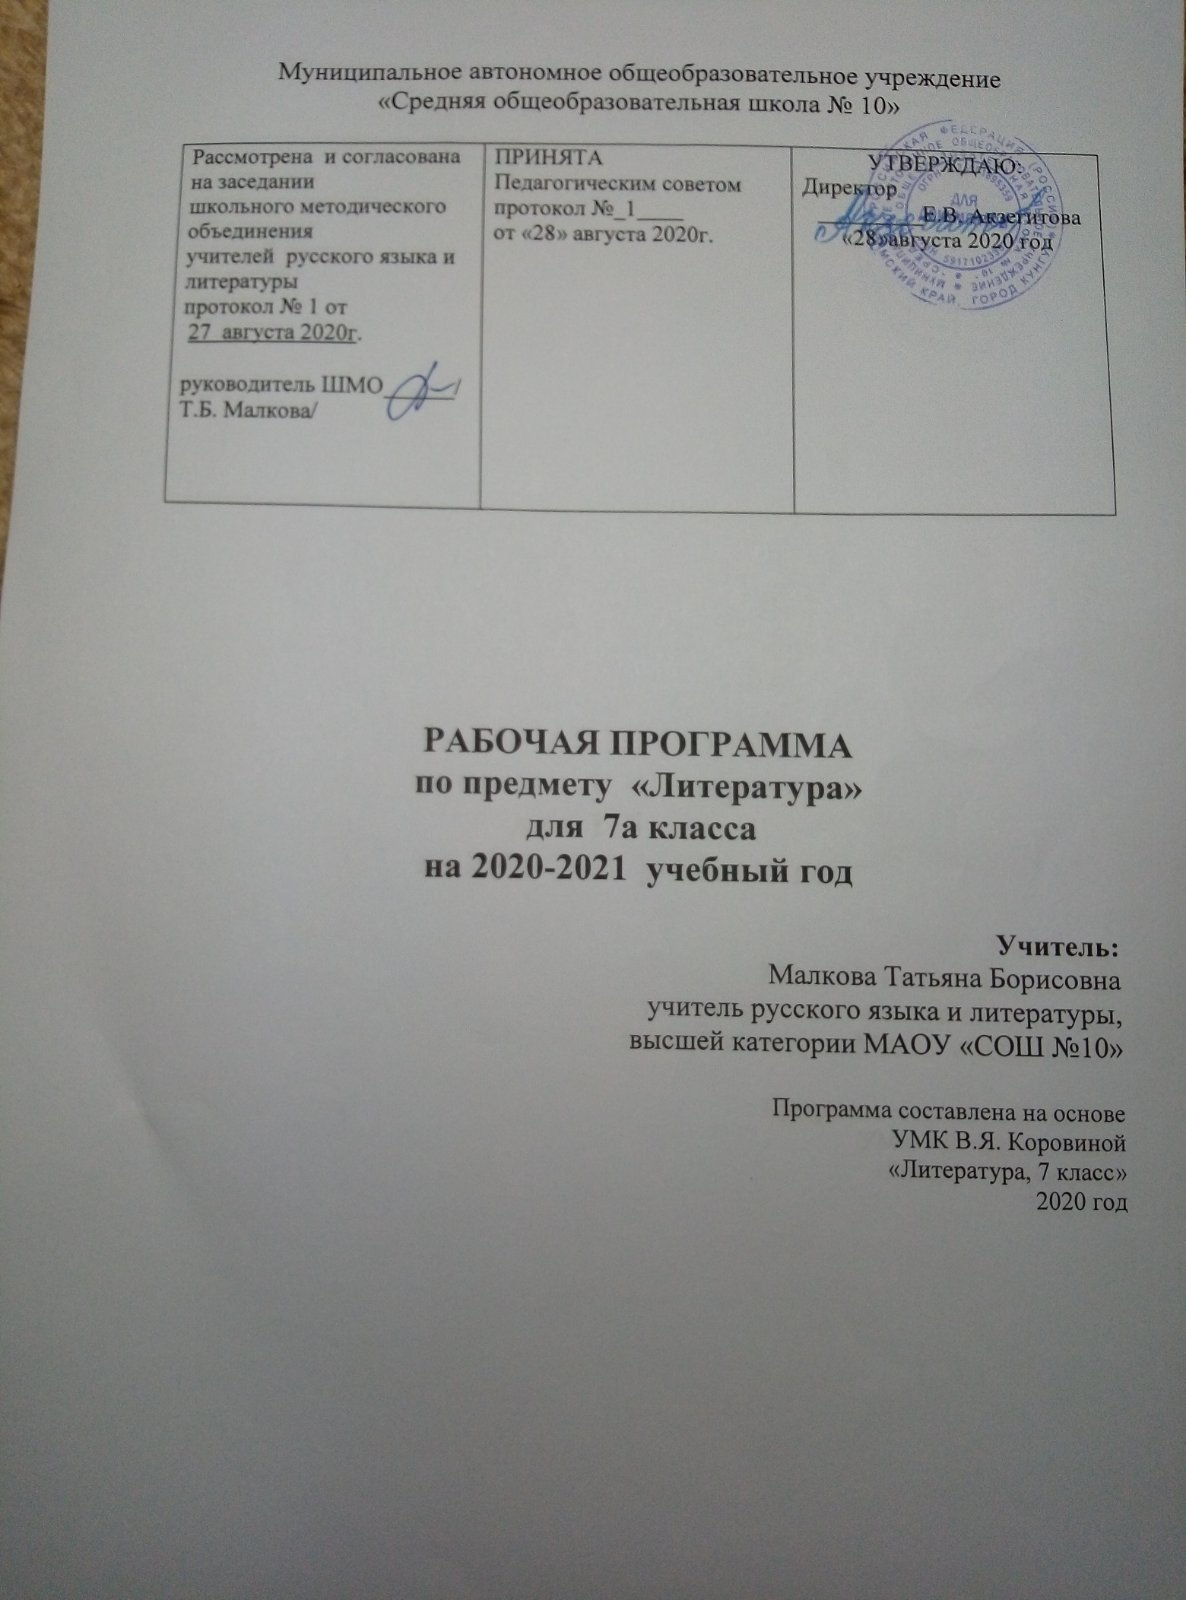 Муниципальное автономное общеобразовательное учреждение
«Средняя общеобразовательная школа № 10»
Рассмотрена и согласована
на заседании
школьного методического
объединения
учителей русского языка и
литературы
протокол № 1 от
27 августа 2020г.
руководитель ШМО_______/
Т.Б. Малкова/
ПРИНЯТА
Педагогическим советом
протокол №_1____
от «28» августа 2020г.
УТВЕРЖДАЮ:
Директор
_________Е.В. Акзегитова
«28»августа 2020 год
РАБОЧАЯ ПРОГРАММА
по предмету «Литература»
для 7а класса
на 2020-2021 учебный год
Учитель:
Малкова Татьяна Борисовна
учитель русского языка и литературы,
высшей категории МАОУ «СОШ №10»
Программа составлена на основе
УМК В.Я. Коровиной
«Литература, 7 класс»
2020 год